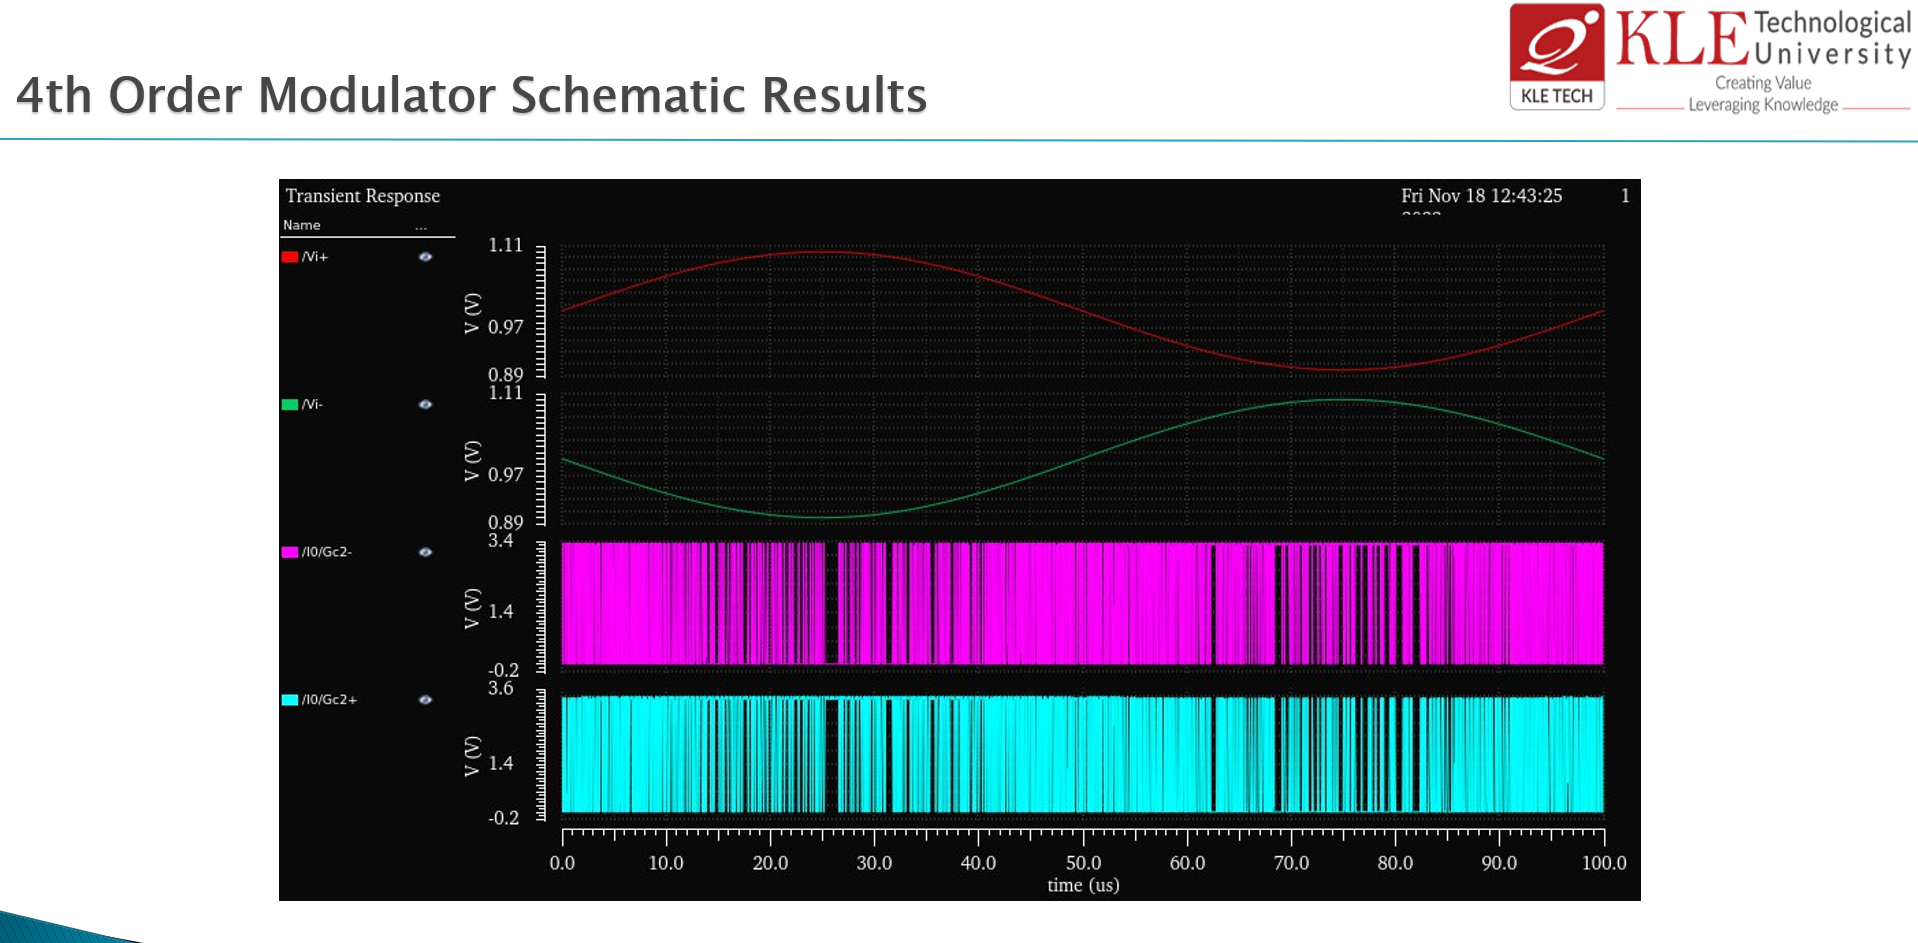 4th Order Modulator Schematic Results
KLE TECH
KLE Technological University
Creating Value
Leveraging Knowledge
Transient Response
Fri Nov 18 12:43:25
1
Name ...
/Vi+
1.11
V (V)
0.97
0.89
/Vi-
1.11
V (V)
0.97
0.89
/I0/Gc2-
3.4
V (V)
1.4
-0.2
/I0/Gc2+
3.6
V (V)
1.4
-0.2
0.0 10.0 20.0 30.0 40.0 50.0 60.0 70.0 80.0 90.0 100.0
time (us)